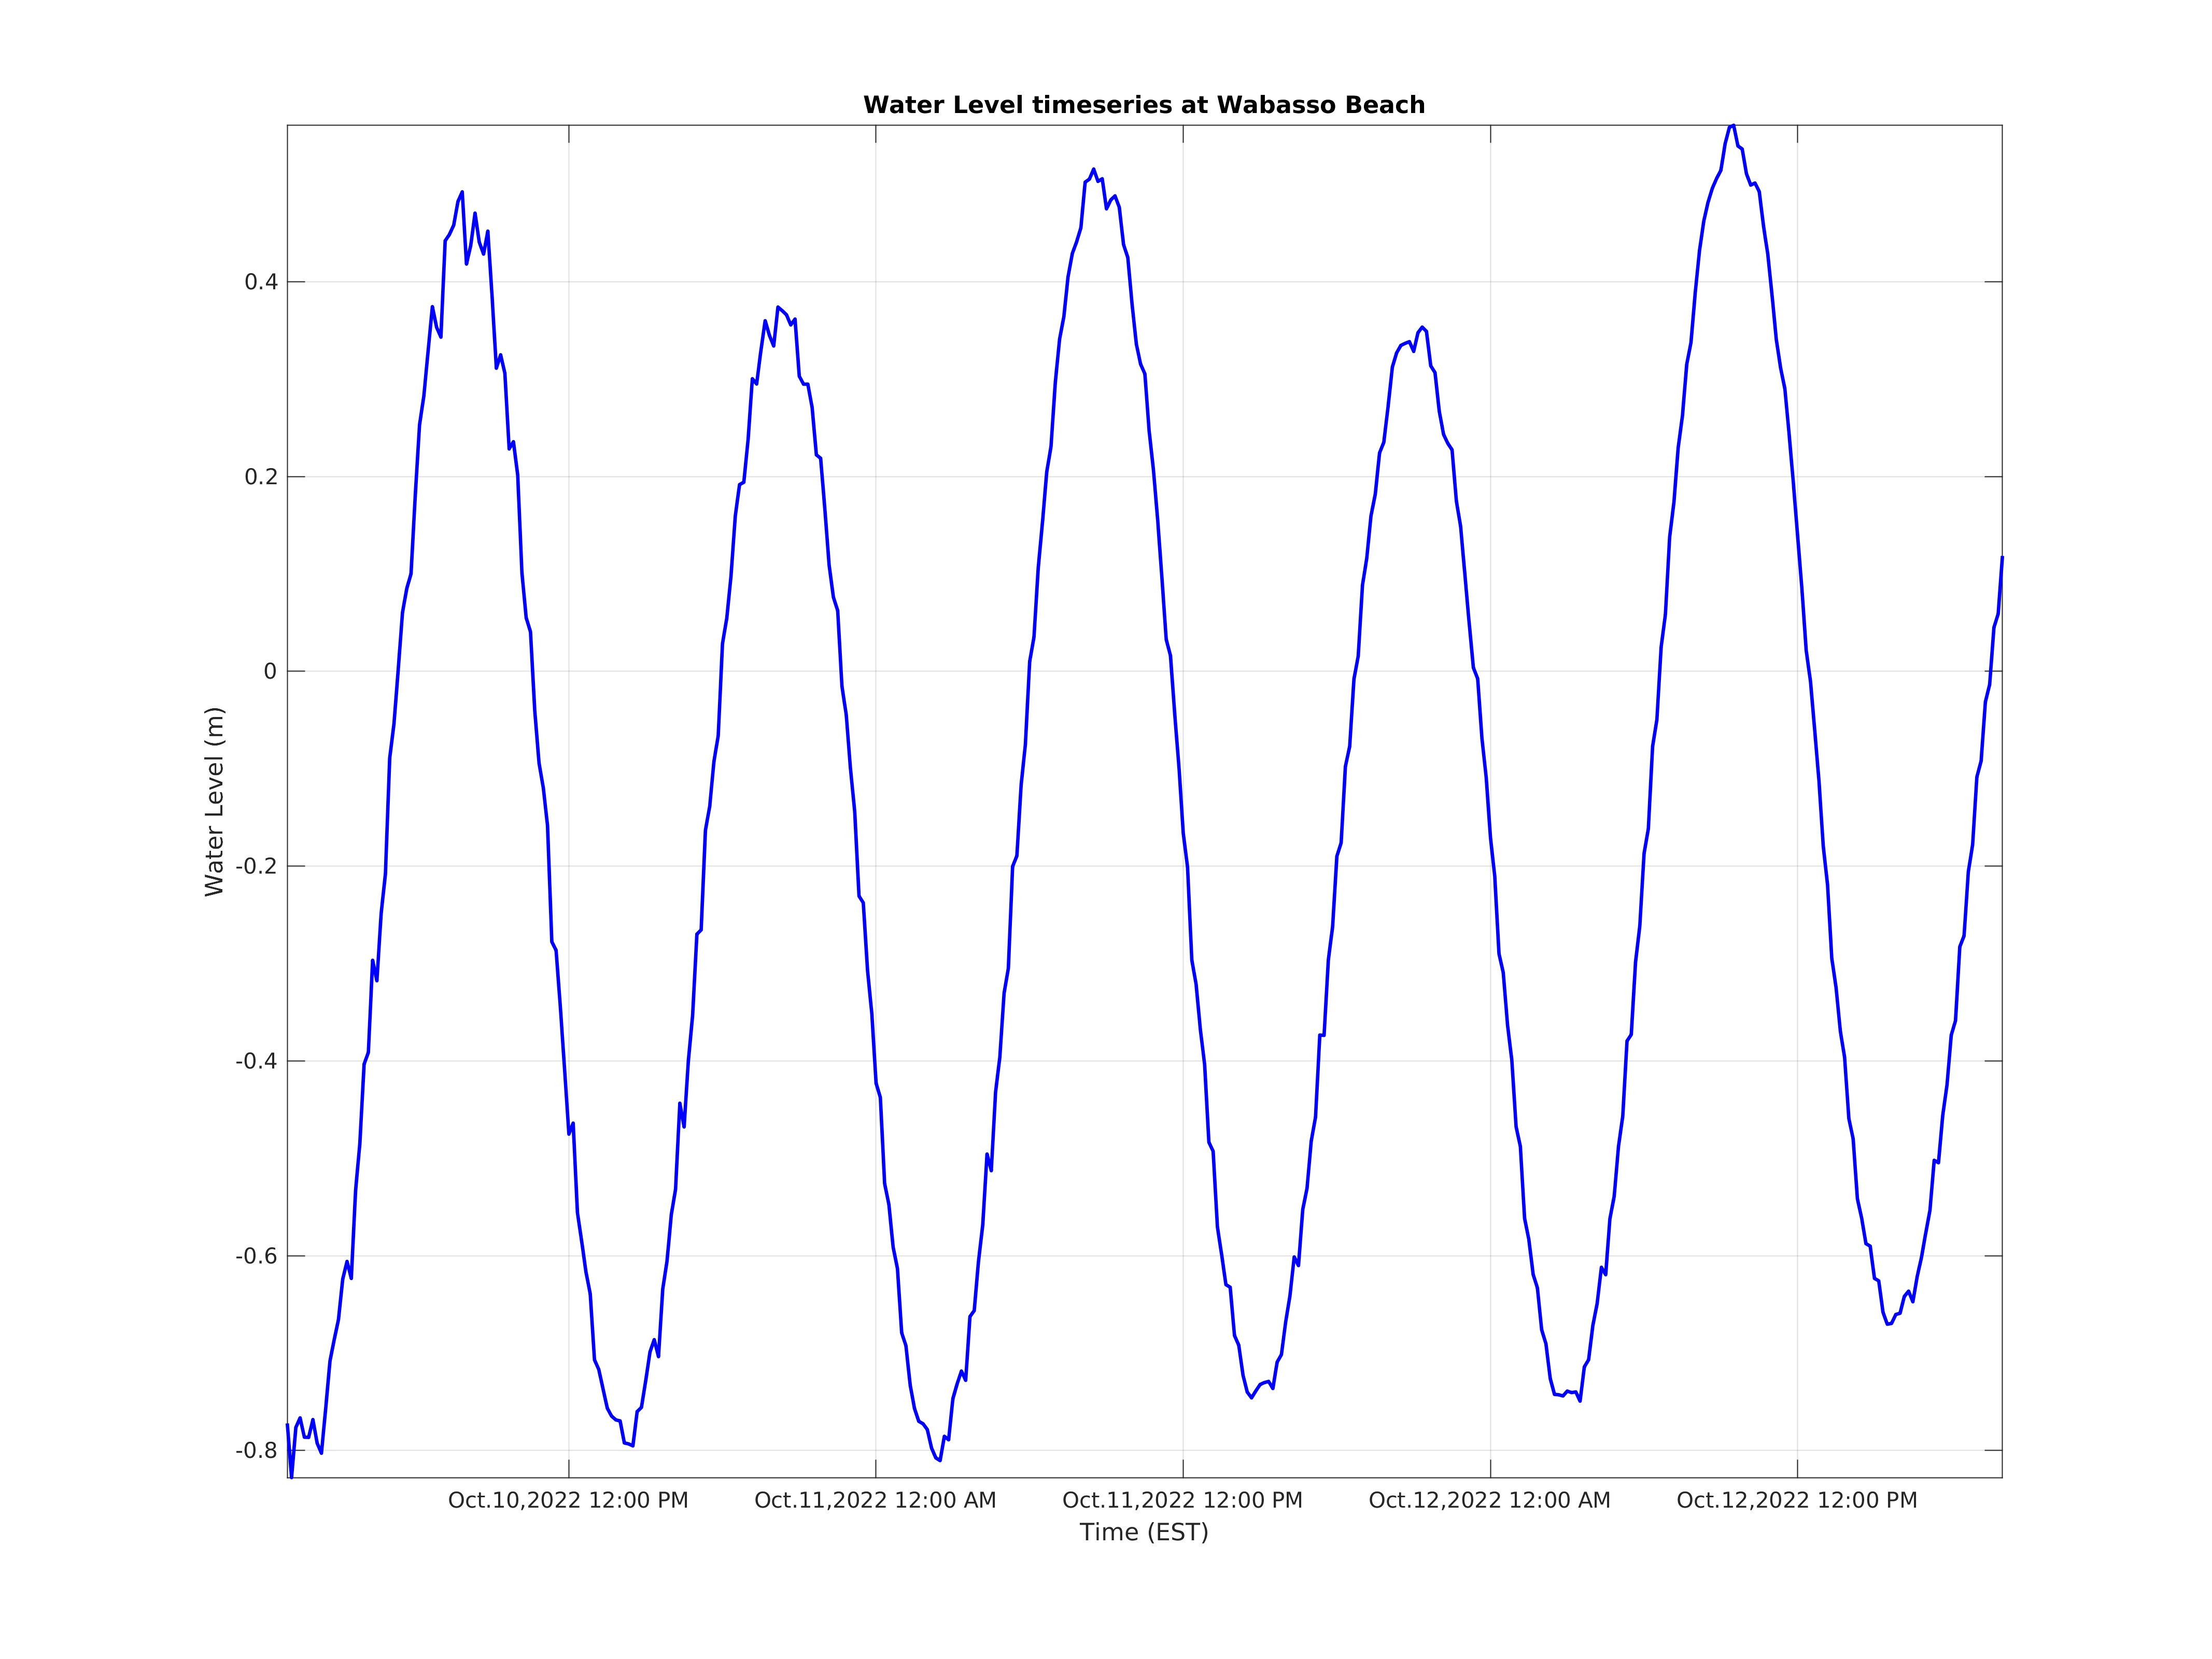 Water Level timeseries at Wabasso Beach
Water Level (m)
0.4
0.2
0
-0.2
-0.4
-0.6
-0.8
Oct.10,2022 12:00 PM
Oct.11,2022 12:00 AM
Oct.11,2022 12:00 PM
Oct.12,2022 12:00 AM
Oct.12,2022 12:00 PM
Time (EST)